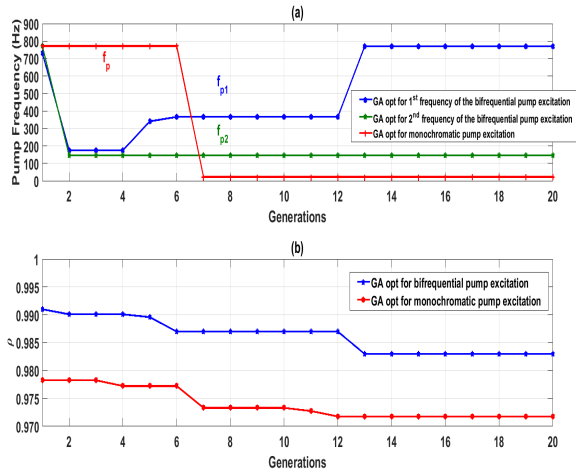 (a)
Pump Frequency (Hz)
900
800
700
600
500
400
300
200
100
0
f_p
f_p1
f_p2
GA opt for 1st frequency of the bifrequential pump excitation
GA opt for 2nd frequency of the bifrequential pump excitation
GA opt for monochromatic pump excitation
2 4 6 8 10 12 14 16 18 20
Generations
(b)
ρ
1
0.995
0.990
0.985
0.980
0.975
0.970
GA opt for bifrequential pump excitation
GA opt for monochromatic pump excitation
2 4 6 8 10 12 14 16 18 20
Generations